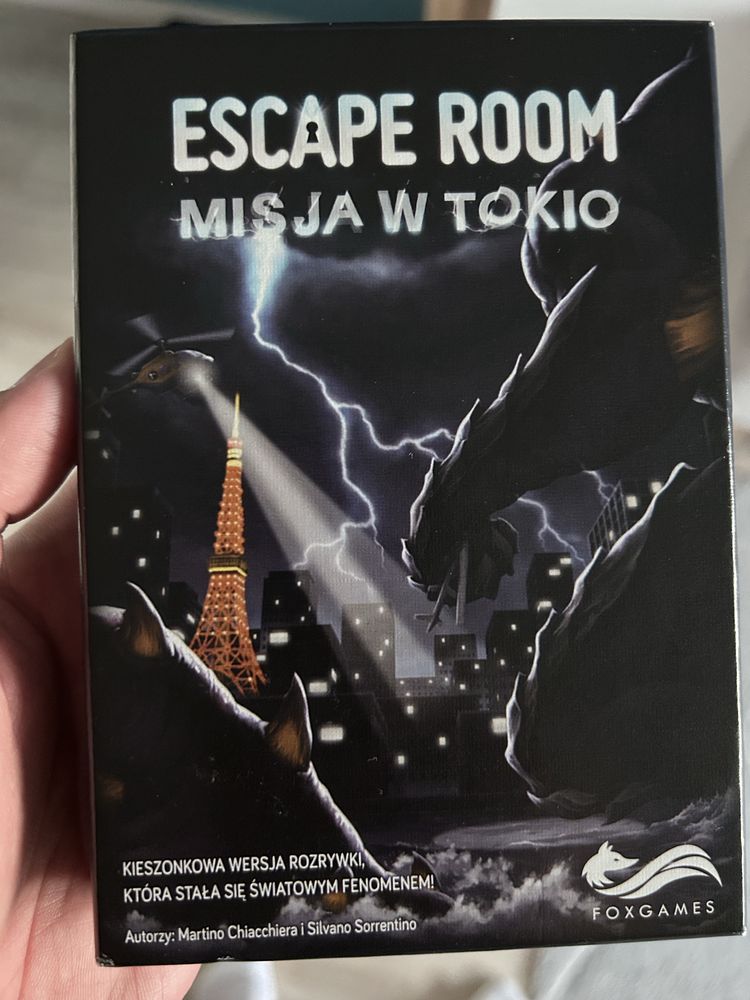 ESCAPE ROOM
MISJA W TOKIO
KIESZONKOWA WERSJA ROZRYWKI,
KTÓRA STAŁA SIĘ ŚWIATOWYM FENOMENEM!
Autorzy: Martino Chiacchiera i Silvano Sorrentino
FOXGAMES